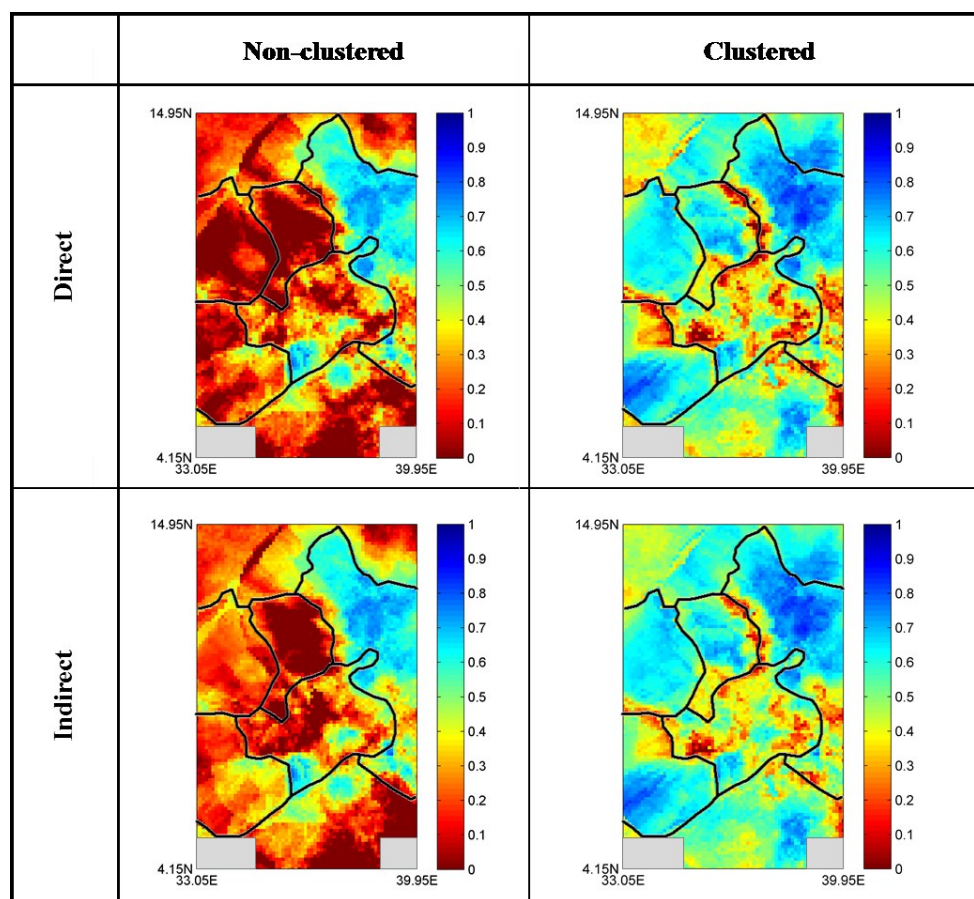 Non-clustered
Clustered
Direct
14.95N
4.15N
33.05E
39.95E
1
0.9
0.8
0.7
0.6
0.5
0.4
0.3
0.2
0.1
0
14.95N
4.15N
33.05E
39.95E
1
0.9
0.8
0.7
0.6
0.5
0.4
0.3
0.2
0.1
0
Indirect
14.95N
4.15N
33.05E
39.95E
1
0.9
0.8
0.7
0.6
0.5
0.4
0.3
0.2
0.1
0
14.95N
4.15N
33.05E
39.95E
1
0.9
0.8
0.7
0.6
0.5
0.4
0.3
0.2
0.1
0